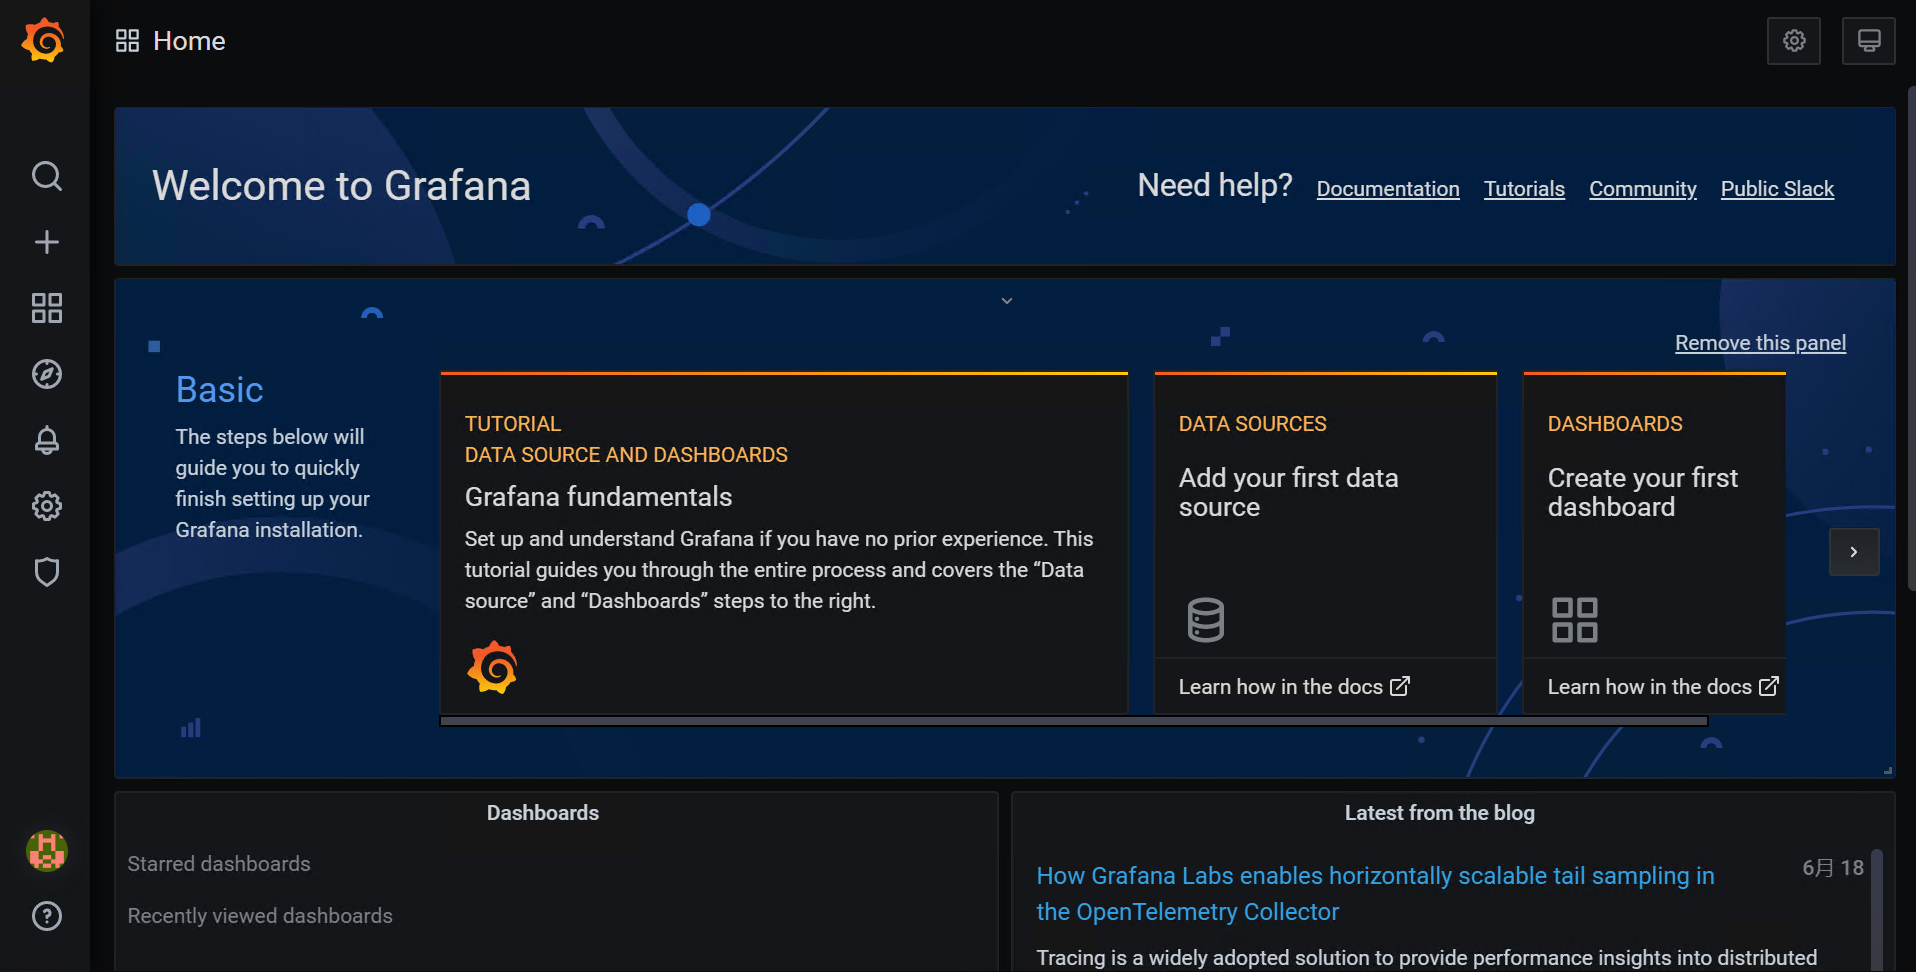 Home
Welcome to Grafana
Need help? Documentation Tutorials Community Public Slack
Remove this panel
Basic
The steps below will
guide you to quickly
finish setting up your
Grafana installation.
TUTORIAL
DATA SOURCE AND DASHBOARDS
Grafana fundamentals
Set up and understand Grafana if you have no prior experience. This
tutorial guides you through the entire process and covers the “Data
source” and “Dashboards” steps to the right.
DATA SOURCES
Add your first data
source
Learn how in the docs
DASHBOARDS
Create your first
dashboard
Learn how in the docs
Dashboards
Starred dashboards
Recently viewed dashboards
Latest from the blog
How Grafana Labs enables horizontally scalable tail sampling in
the OpenTelemetry Collector
6月 18
Tracing is a widely adopted solution to provide performance insights into distributed